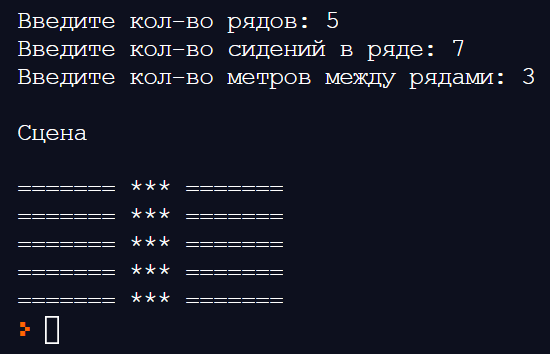 Введите кол-во рядов: 5
Введите кол-во сидений в ряде: 7
Введите кол-во метров между рядами: 3
Сцена
======= *** =======
======= *** =======
======= *** =======
======= *** =======
======= *** =======